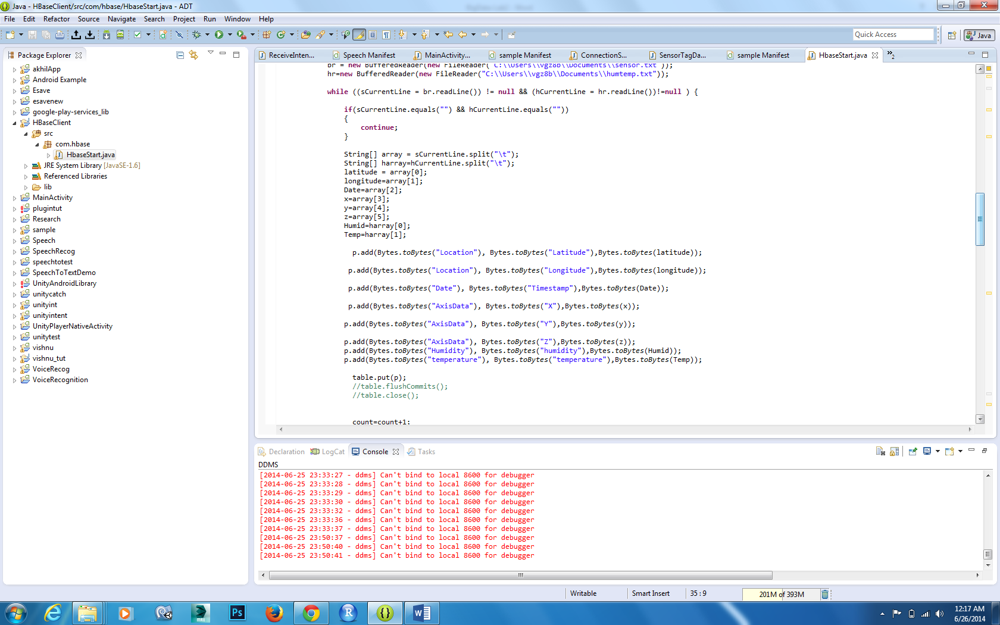 Java - HBaseClient/src/com/hbase/HbaseStart.java - ADT
File Edit Refactor Source Navigate Search Project Run Window Help
Quick Access
Java
Package Explorer
akhilApp
Android Example
Esave
esavenew
google-play-services_lib
HBaseClient
src
com.hbase
HbaseStart.java
JRE System Library [JavaSE-1.6]
Referenced Libraries
lib
MainActivity
plugintut
Research
sample
Speech
SpeechRecog
speechtotest
SpeechToTextDemo
UnityAndroidLibrary
unitycatch
unityint
unityintent
UnityPlayerNativeActivity
unitytest
vishnu
vishnu_tut
VoiceRecog
VoiceRecognition
ReceiveInten... Speech Manifest MainActivity... sample Manifest ConnectionS... SensorTagDa... sample Manifest HbaseStart.java »2
br = new BufferedReader(new FileReader("C:\\Users\\vgz8b\\Documents\\sensor.txt"));
hr=new BufferedReader(new FileReader("C:\\Users\\vgz8b\\Documents\\humtemp.txt"));
while ((sCurrentLine = br.readLine()) != null && (hCurrentLine = hr.readLine())!=null ) {
if(sCurrentLine.equals("") && hCurrentLine.equals(""))
{
continue;
}
String[] array = sCurrentLine.split("\t");
String[] harray=hCurrentLine.split("\t");
latitude = array[0];
longitude=array[1];
Date=array[2];
x=array[3];
y=array[4];
z=array[5];
Humid=harray[0];
Temp=harray[1];
p.add(Bytes.toBytes("Location"), Bytes.toBytes("Latitude"),Bytes.toBytes(latitude));
p.add(Bytes.toBytes("Location"), Bytes.toBytes("Longitude"),Bytes.toBytes(longitude));
p.add(Bytes.toBytes("Date"), Bytes.toBytes("Timestamp"),Bytes.toBytes(Date));
p.add(Bytes.toBytes("AxisData"), Bytes.toBytes("X"),Bytes.toBytes(x));
p.add(Bytes.toBytes("AxisData"), Bytes.toBytes("Y"),Bytes.toBytes(y));
p.add(Bytes.toBytes("AxisData"), Bytes.toBytes("Z"),Bytes.toBytes(z));
p.add(Bytes.toBytes("Humidity"), Bytes.toBytes("humidity"),Bytes.toBytes(Humid));
p.add(Bytes.toBytes("temperature"), Bytes.toBytes("temperature"),Bytes.toBytes(Temp));
table.put(p);
//table.flushCommits();
//table.close();
count=count+1;
Declaration LogCat Console Tasks
DDMS
[2014-06-25 23:33:27 - ddms] Can't bind to local 8600 for debugger
[2014-06-25 23:33:28 - ddms] Can't bind to local 8600 for debugger
[2014-06-25 23:33:29 - ddms] Can't bind to local 8600 for debugger
[2014-06-25 23:33:30 - ddms] Can't bind to local 8600 for debugger
[2014-06-25 23:33:32 - ddms] Can't bind to local 8600 for debugger
[2014-06-25 23:33:36 - ddms] Can't bind to local 8600 for debugger
[2014-06-25 23:33:37 - ddms] Can't bind to local 8600 for debugger
[2014-06-25 23:50:37 - ddms] Can't bind to local 8600 for debugger
[2014-06-25 23:50:40 - ddms] Can't bind to local 8600 for debugger
[2014-06-25 23:50:41 - ddms] Can't bind to local 8600 for debugger
Writable Smart Insert 35 : 9 201M of 393M
MAX Ps R W
12:17 AM
6/26/2014